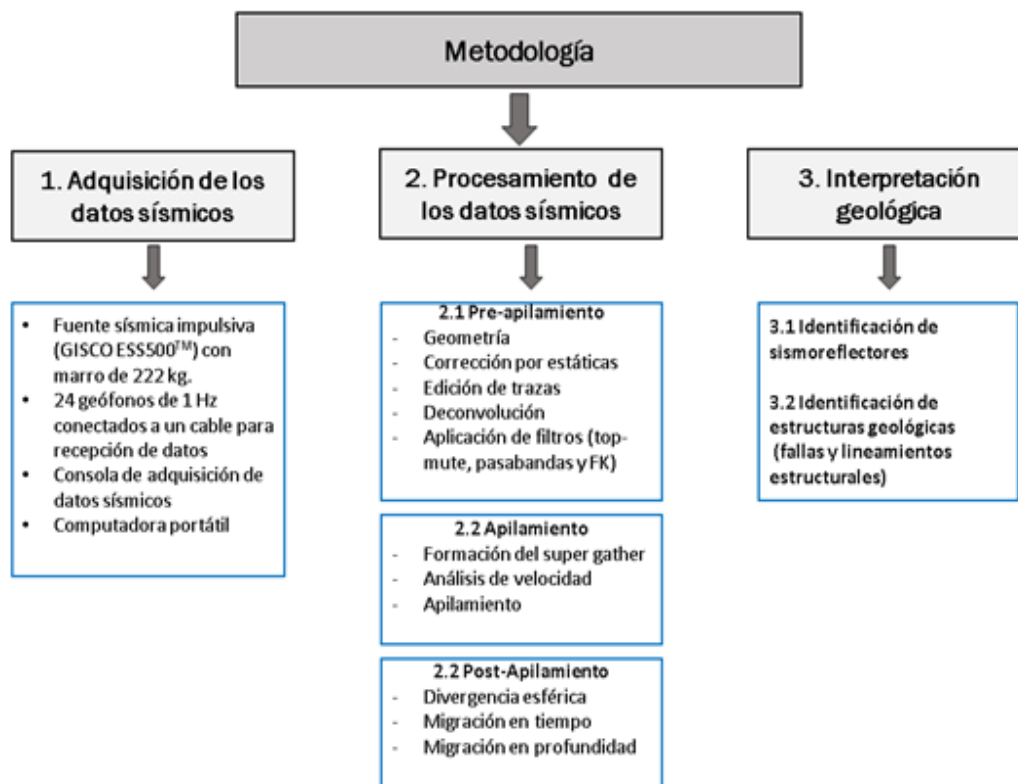 Metodología
1. Adquisición de los
datos sísmicos
• Fuente sísmica impulsiva
(GISCO ESS500TM) con
marro de 222 kg.
• 24 geófonos de 1 Hz
conectados a un cable para
recepción de datos
• Consola de adquisición de
datos sísmicos
• Computadora portátil
2. Procesamiento de
los datos sísmicos
2.1 Pre-apilamiento
- Geometría
- Corrección por estáticas
- Edición de trazas
- Deconvolución
- Aplicación de filtros (top-
mute, pasabandas y FK)
2.2 Apilamiento
- Formación del super gather
- Análisis de velocidad
- Apilamiento
2.2 Post-Apilamiento
- Divergencia esférica
- Migración en tiempo
- Migración en profundidad
3. Interpretación
geológica
3.1 Identificación de
sismoreflectores
3.2 Identificación de
estructuras geológicas
(fallas y lineamientos
estructurales)